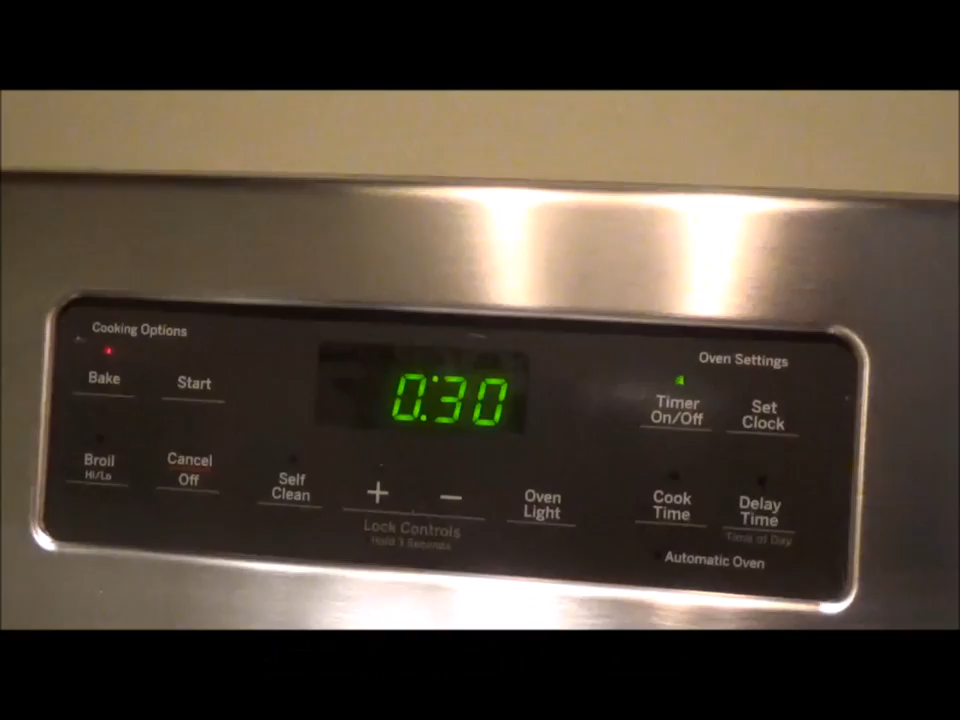 Cooking Options
Bake
Start
Broil
Hi/Lo
Cancel
Off
Self
Clean
0:30
+ −
Lock Controls
Hold 3 Seconds
Oven
Light
Oven Settings
Timer
On/Off
Set
Clock
Cook
Time
Delay
Time
Time of Day
Automatic Oven